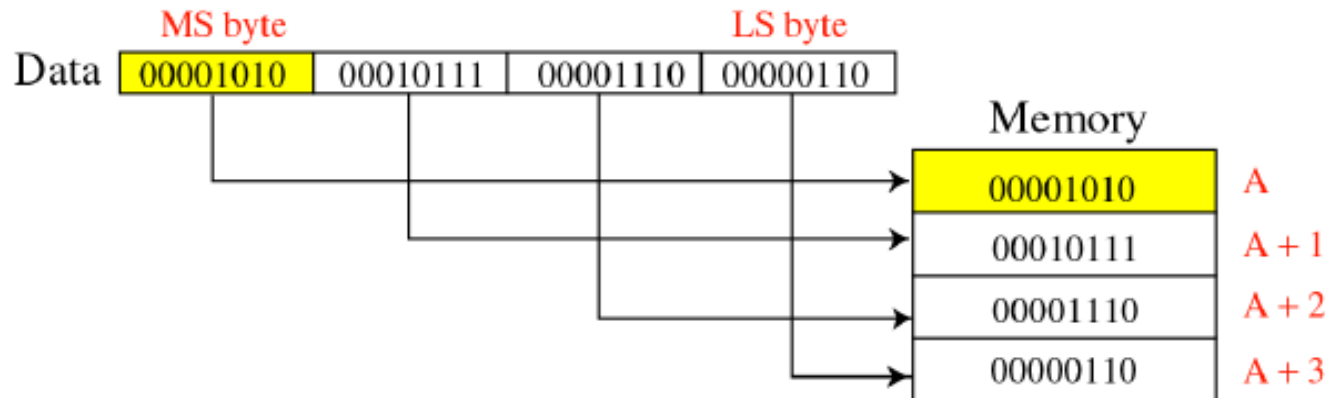 MS byte LS byte
Data 00001010 00010111 00001110 00000110
Memory
00001010 A
00010111 A + 1
00001110 A + 2
00000110 A + 3